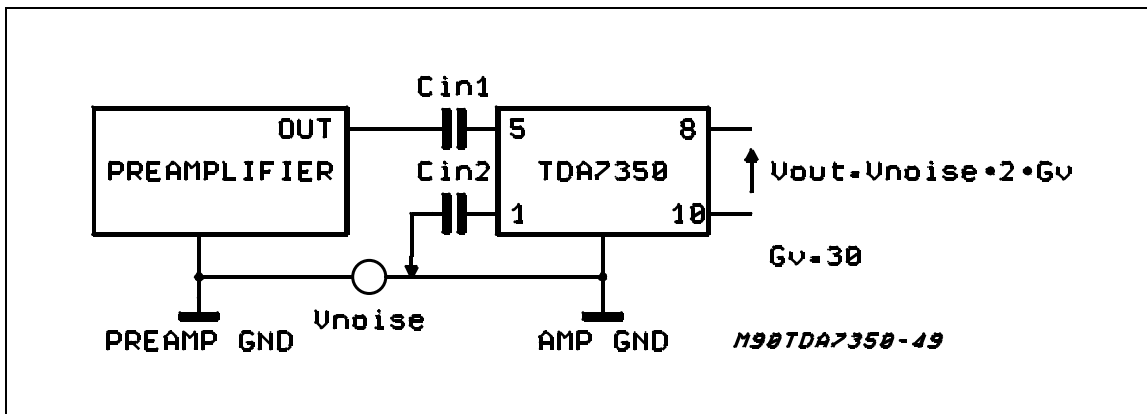 Cin1
OUT
PREAMPLIFIER
Cin2
5
8
TDA7350
1
10
Vout=Vnoise•2•Gv
Gv=30
Vnoise
PREAMP GND
AMP GND
M90TDA7350-49